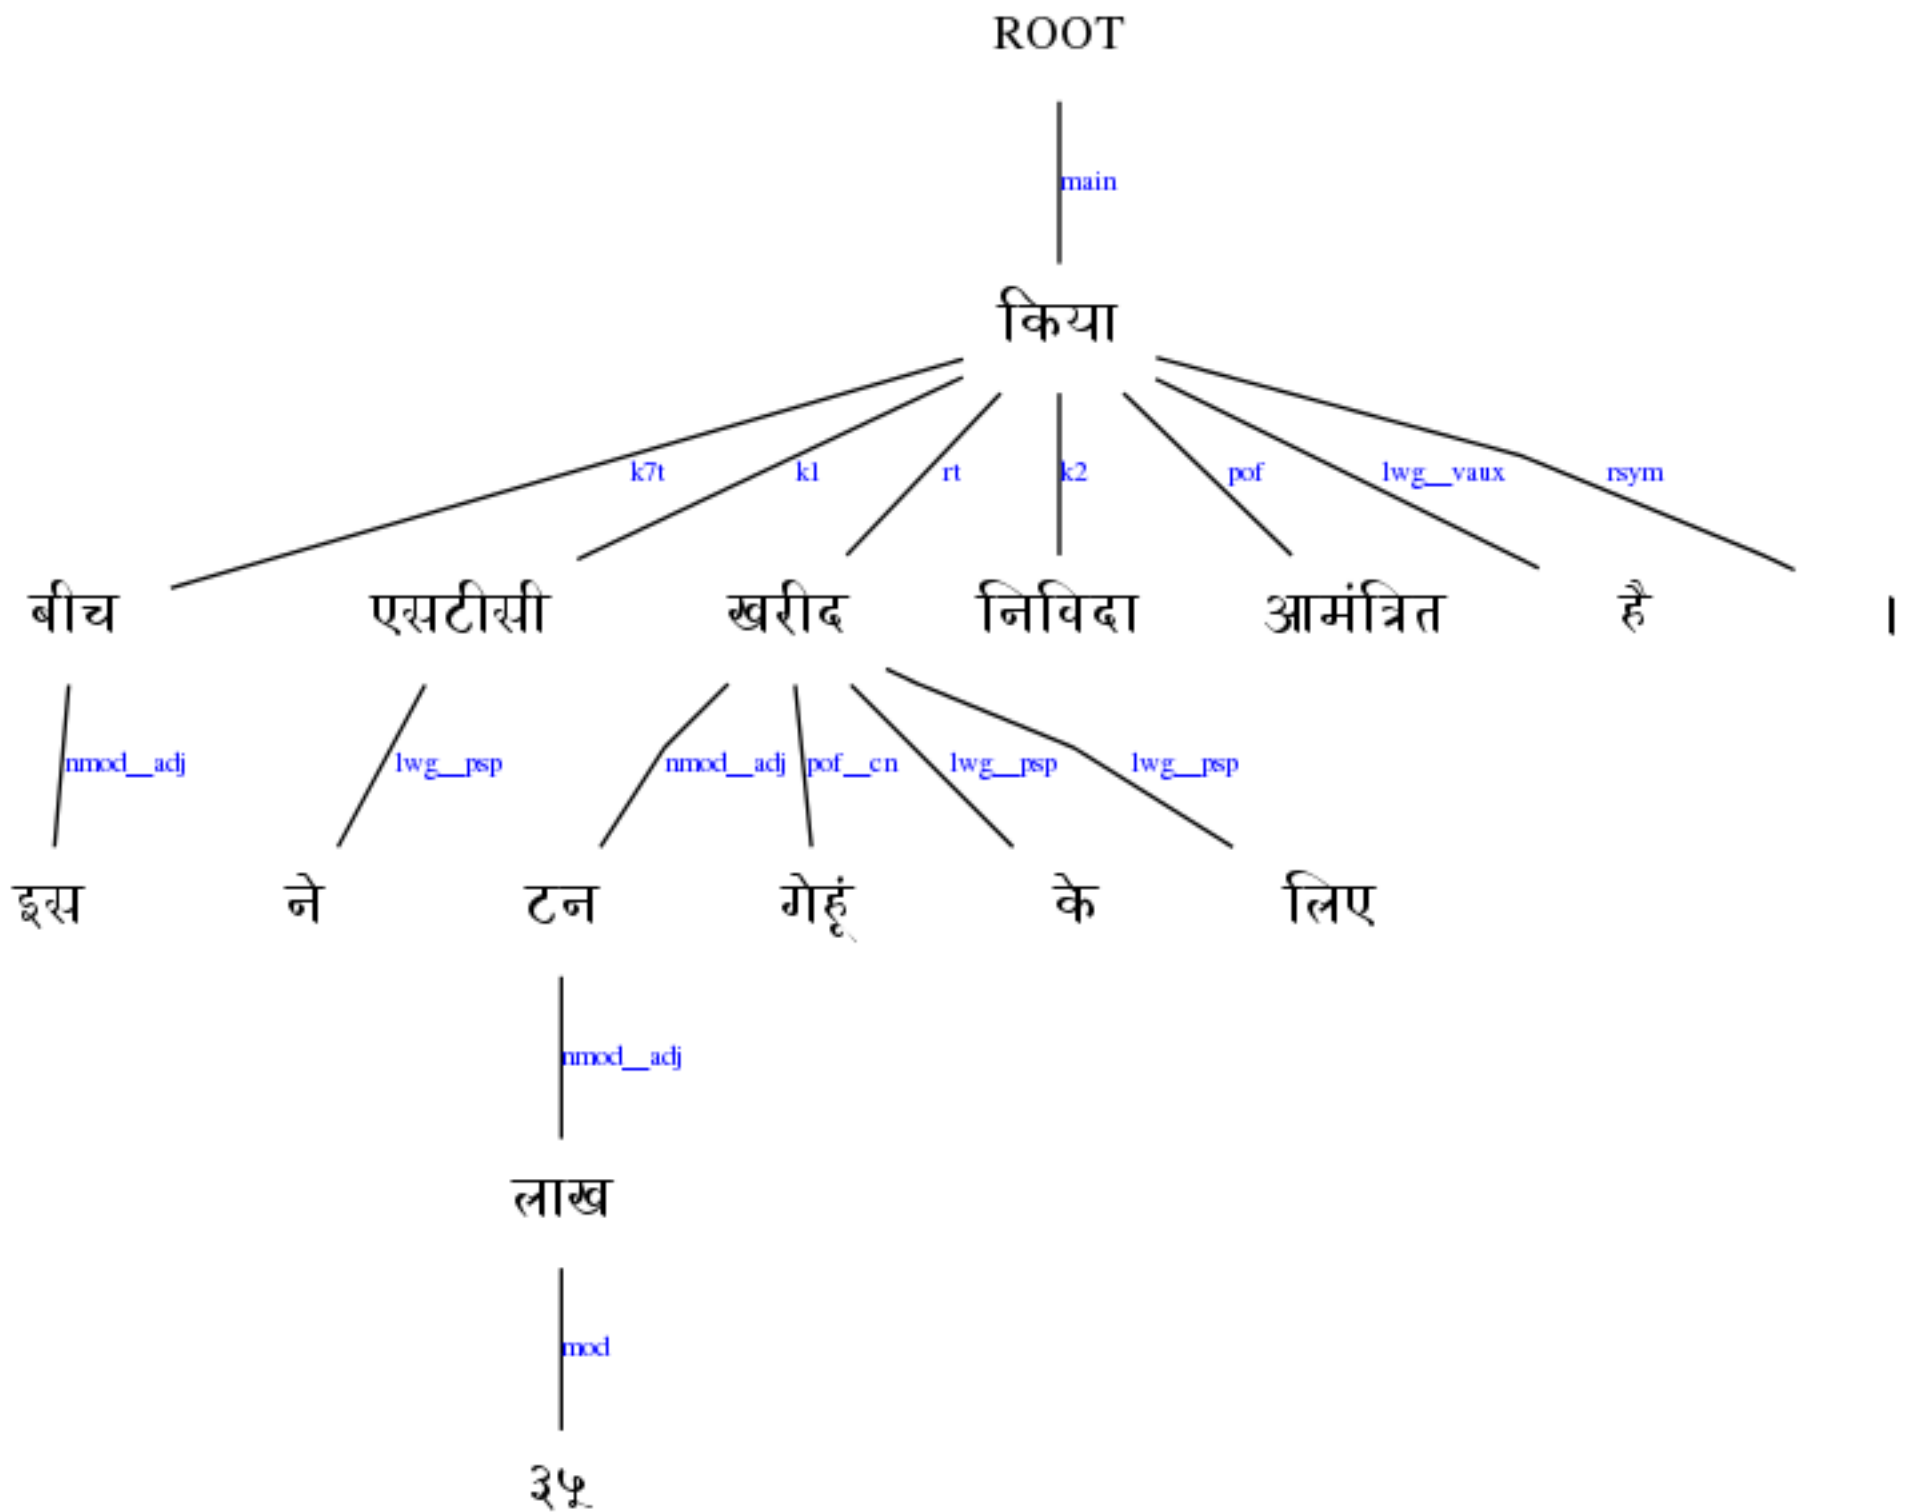 ROOT
main
किया
k7t k1 rt k2 pof lwg__vaux rsym
बीच एसटीसी खरीद निविदा आमंत्रित है ।
nmod__adj lwg__psp nmod__adj pof__cn lwg__psp lwg__psp
इस ने टन गेहूं के लिए
nmod__adj
लाख
mod
३५